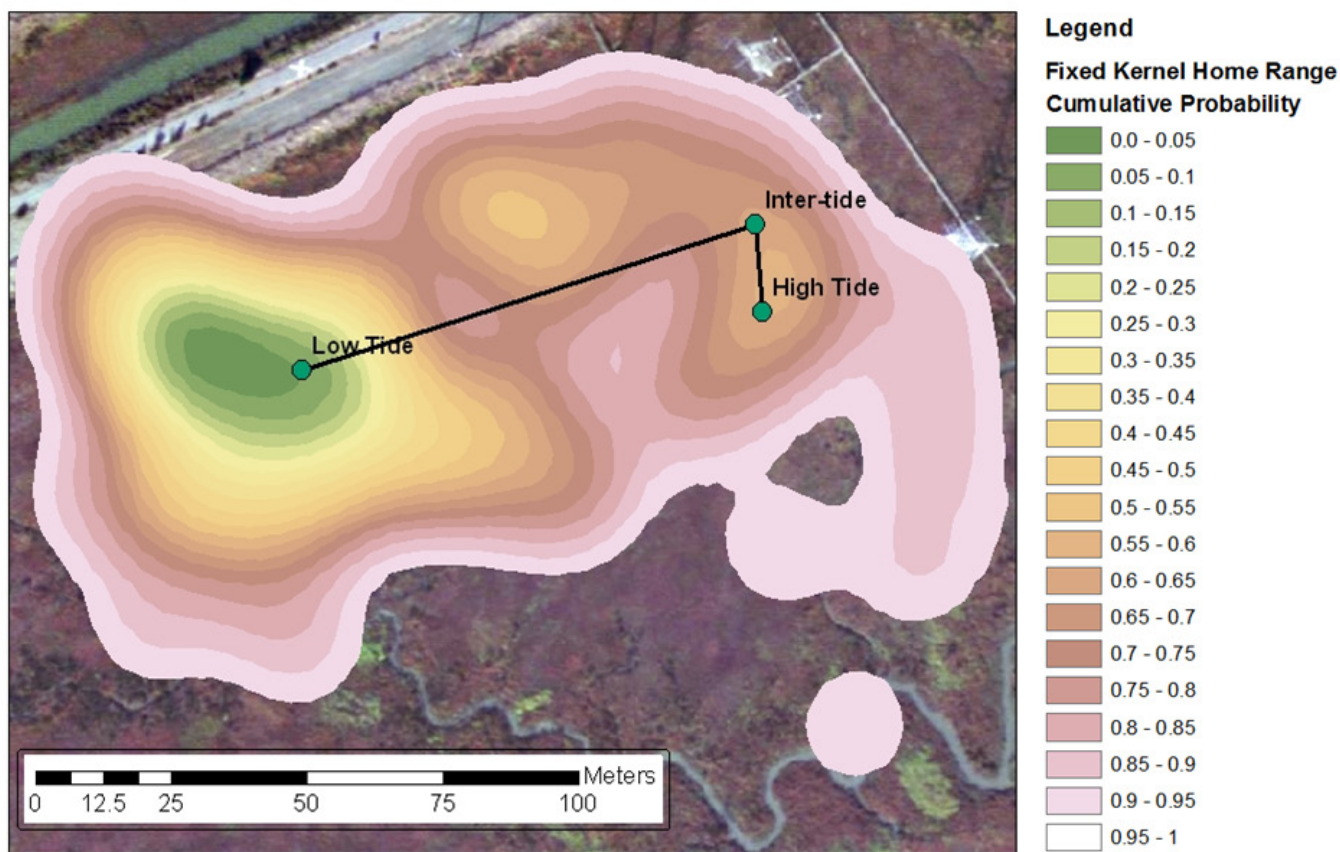 Inter-tide
High Tide
Low Tide
Meters
0 12.5 25 50 75 100
Legend
Fixed Kernel Home Range
Cumulative Probability
0.0 - 0.05
0.05 - 0.1
0.1 - 0.15
0.15 - 0.2
0.2 - 0.25
0.25 - 0.3
0.3 - 0.35
0.35 - 0.4
0.4 - 0.45
0.45 - 0.5
0.5 - 0.55
0.55 - 0.6
0.6 - 0.65
0.65 - 0.7
0.7 - 0.75
0.75 - 0.8
0.8 - 0.85
0.85 - 0.9
0.9 - 0.95
0.95 - 1